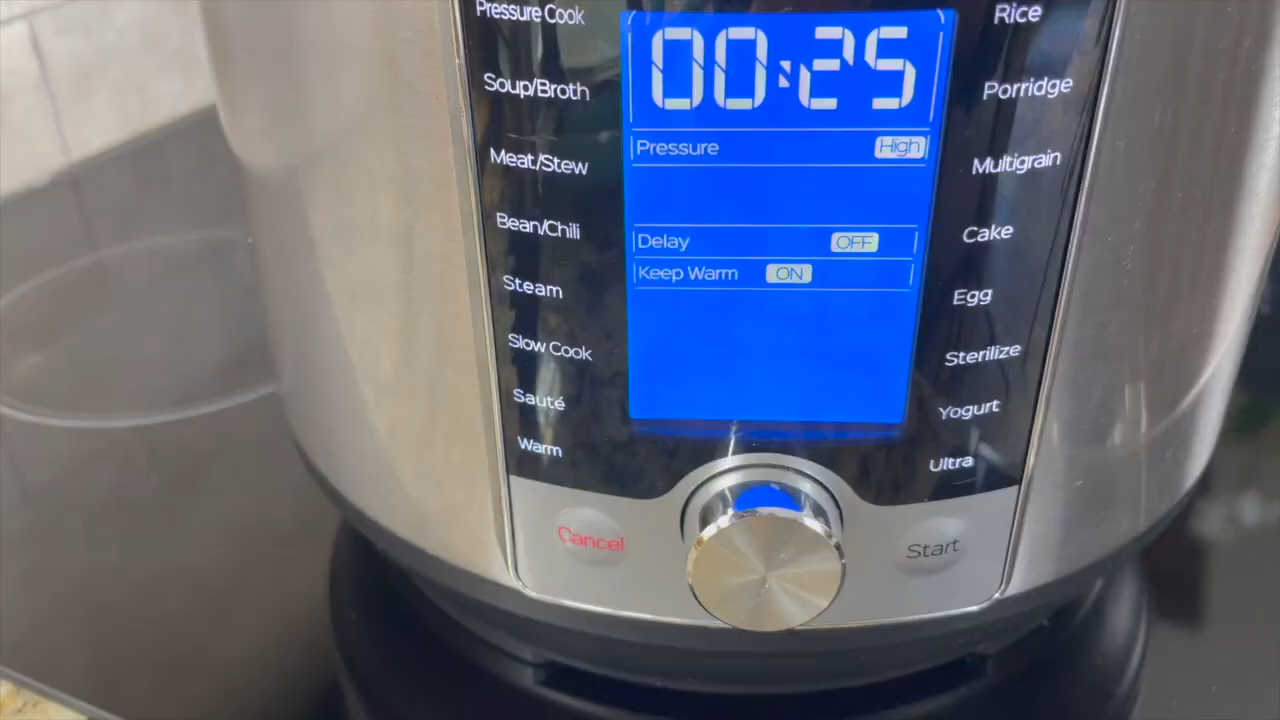 Pressure Cook
Soup/Broth
Meat/Stew
Bean/Chili
Steam
Slow Cook
Sauté
Warm
00:25
Pressure High
Delay OFF
Keep Warm ON
Rice
Porridge
Multigrain
Cake
Egg
Sterilize
Yogurt
Ultra
Cancel
Start